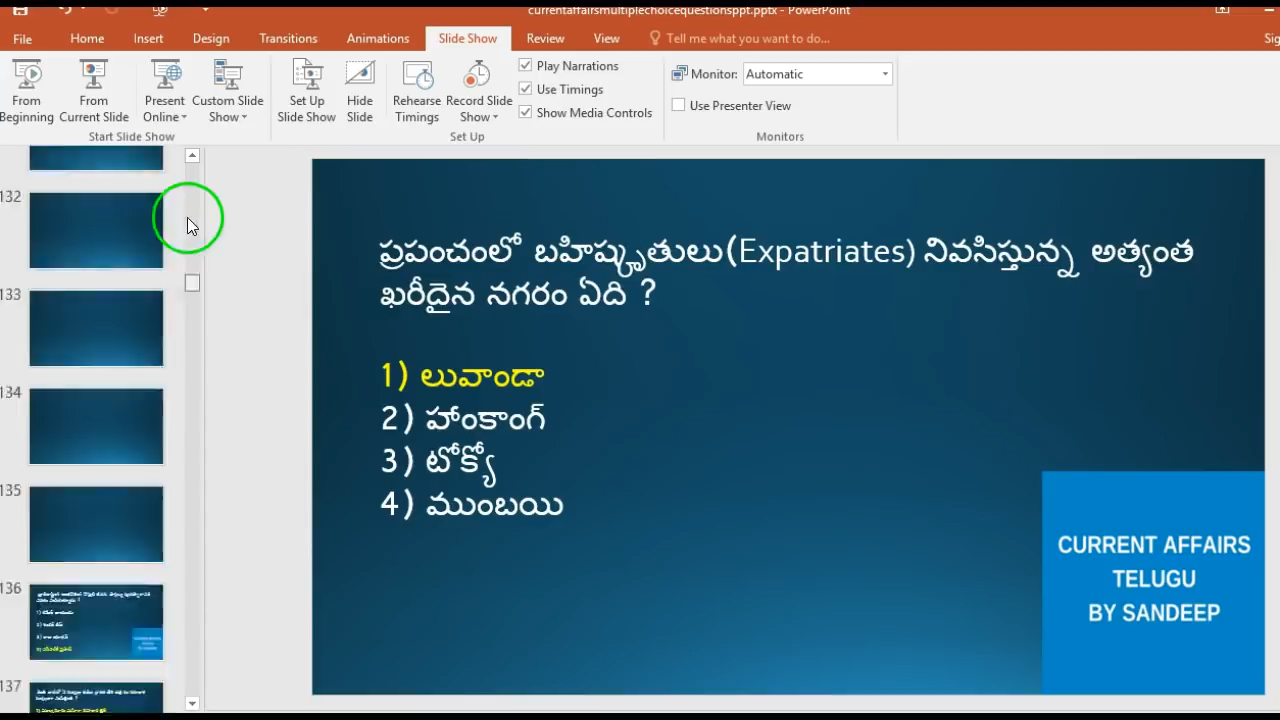 currentaffairsmultiplechoicequestionsppt.pptx - PowerPoint
File Home Insert Design Transitions Animations Slide Show Review View Tell me what you want to do...
From Beginning
From Current Slide
Present Online
Custom Slide Show
Start Slide Show
Set Up Slide Show
Hide Slide
Rehearse Timings
Record Slide Show
Play Narrations
Use Timings
Show Media Controls
Set Up
Monitor: Automatic
Use Presenter View
Monitors
132
133
134
135
136
137
ప్రపంచంలో బహిష్కృతులు(Expatriates) నివసిస్తున్న అత్యంత
ఖరీదైన నగరం ఏది ?
1) లువాండా
2) హాంకాంగ్
3) టోక్యో
4) ముంబయి
CURRENT AFFAIRS
TELUGU
BY SANDEEP